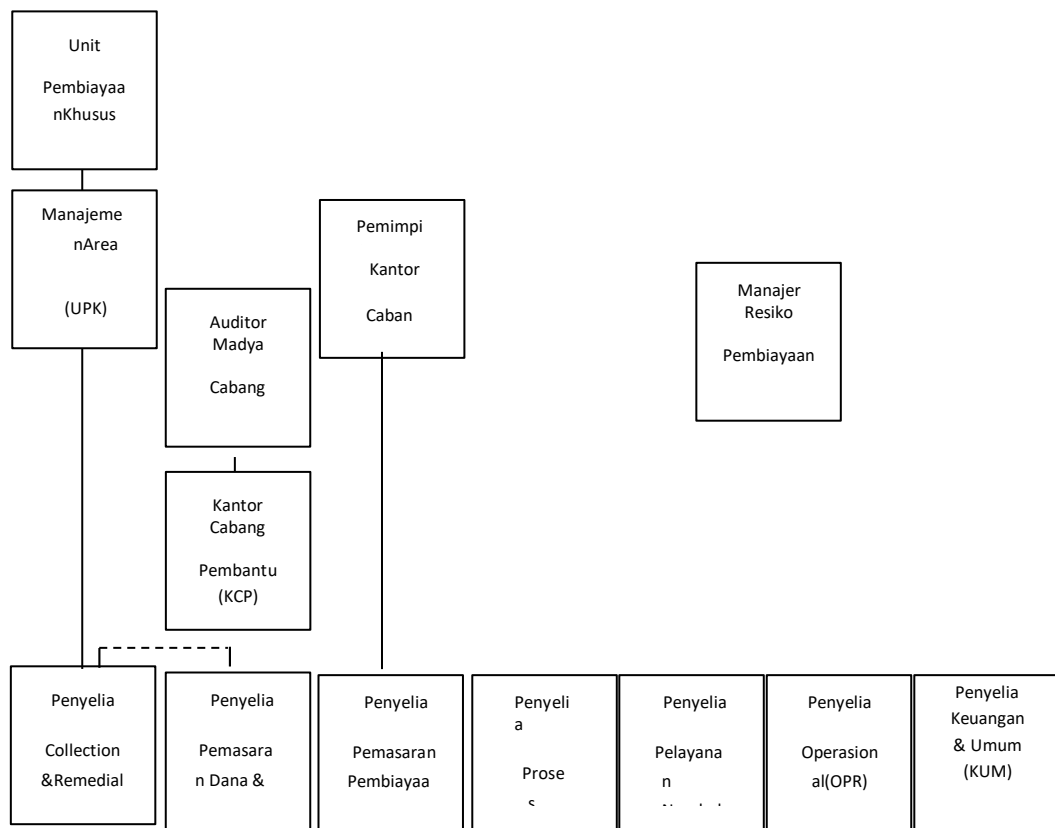 Unit
Pembiayaa
nKhusus
Manajeme
nArea
(UPK)
Auditor
Madya
Cabang
Pemimpi
Kantor
Caban
Manajer
Resiko
Pembiayaan
Kantor
Cabang
Pembantu
(KCP)
Penyelia
Collection
&Remedial
Penyelia
Pemasara
n Dana &
Penyelia
Pemasaran
Pembiayaa
Penyeli
a
Proses
s
Penyelia
Pelayana
n
Penyelia
Operasion
al(OPR)
Penyelia
Keuangan
& Umum
(KUM)